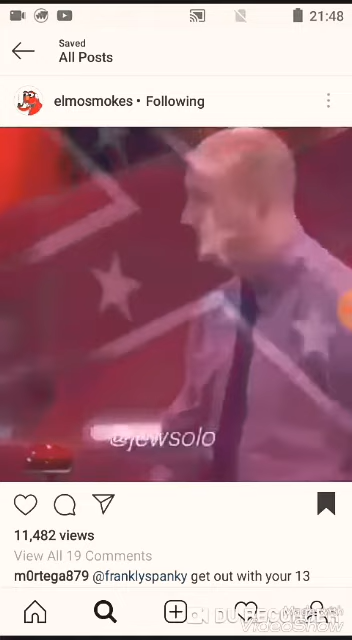 21:48
Saved
All Posts
elmosmokes • Following
@jewsolo
11,482 views
View All 19 Comments
m0rtega879 @franklyspanky get out with your 13
DU RECORDER
VideoShow